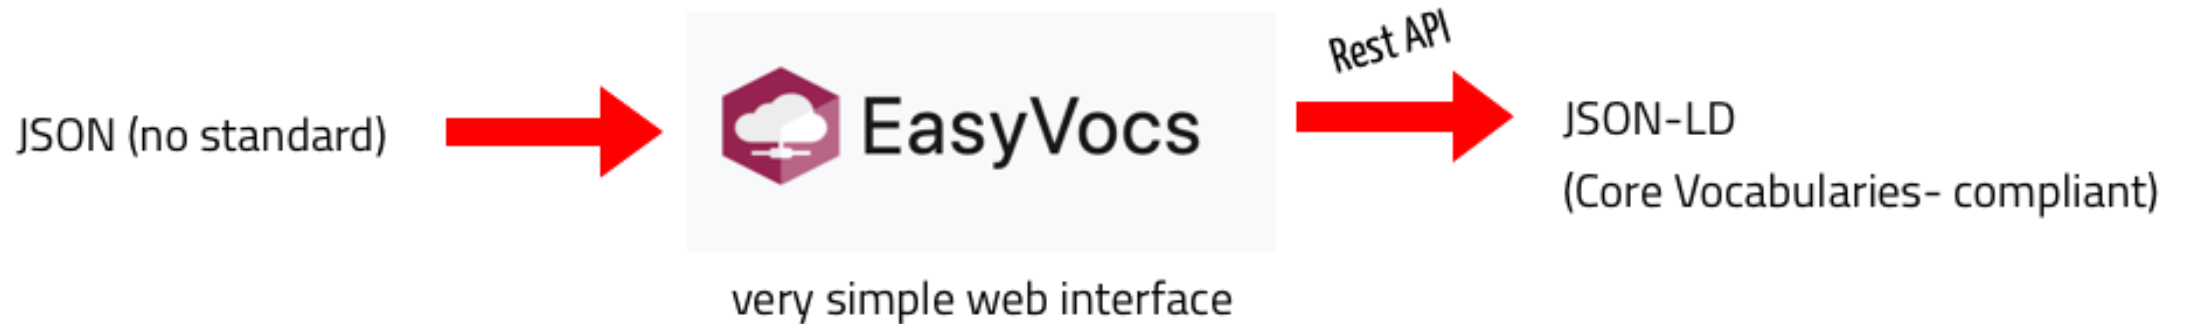 JSON (no standard)
EasyVocs
very simple web interface
Rest API
JSON-LD
(Core Vocabularies- compliant)